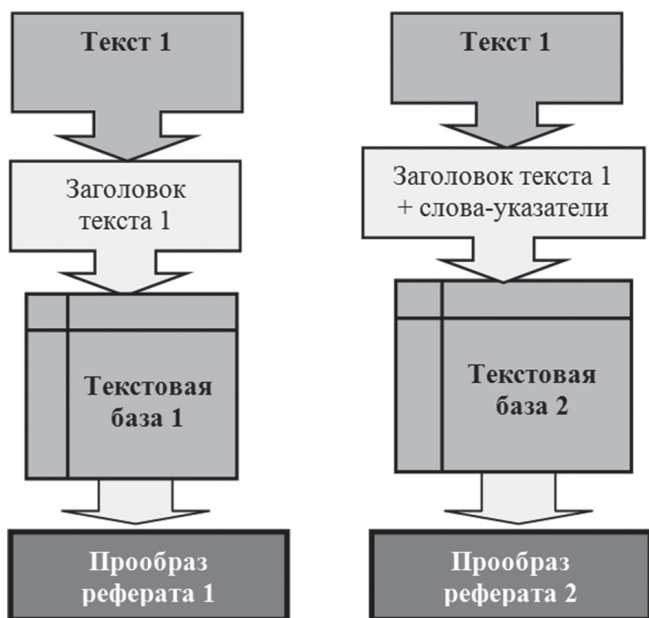 Текст 1
Заголовок
текста 1
Текстовая
база 1
Прообраз
реферата 1
Текст 1
Заголовок текста 1
+ слова-указатели
Текстовая
база 2
Прообраз
реферата 2